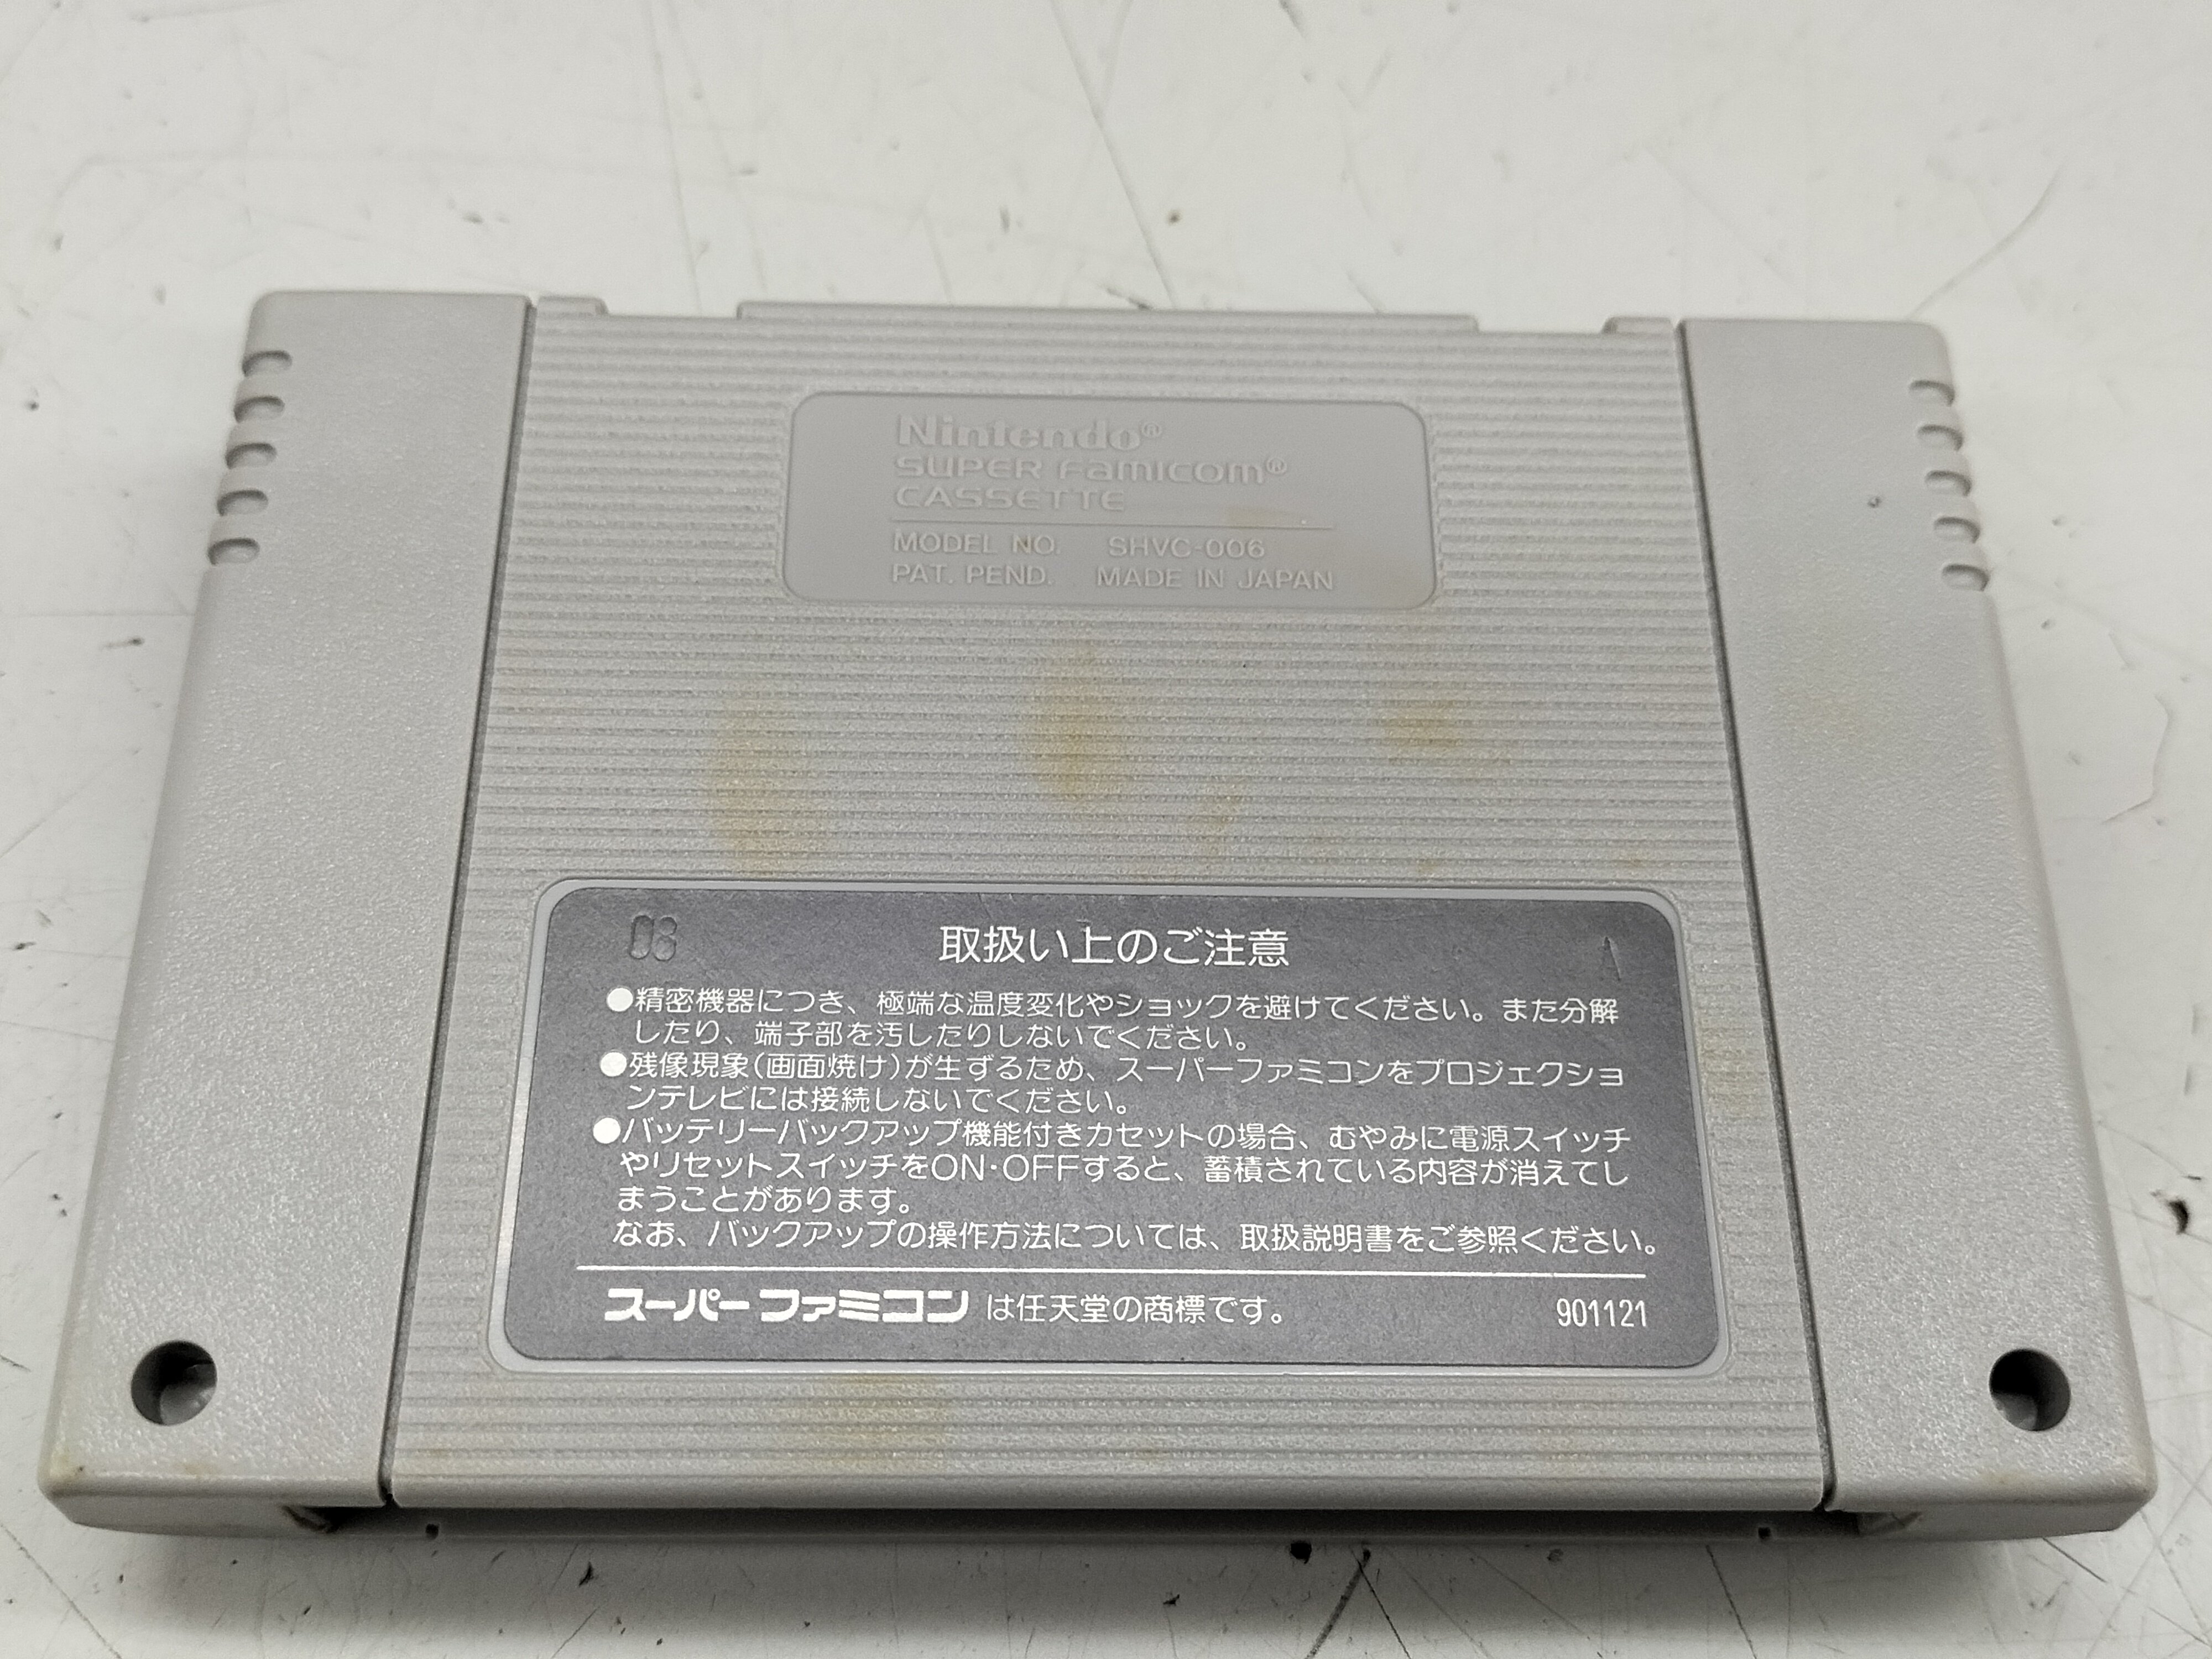 Nintendo®
SUPER Famicom®
CASSETTE
MODEL NO. SHVC-006
PAT. PEND. MADE IN JAPAN
08 取扱い上のご注意 A
●精密機器につき、極端な温度変化やショックを避けてください。また分解
したり、端子部を汚したりしないでください。
●残像現象(画面焼け)が生ずるため、スーパーファミコンをプロジェクショ
ンテレビには接続しないでください。
●バッテリーバックアップ機能付きカセットの場合、むやみに電源スイッチ
やリセットスイッチをON・OFFすると、蓄積されている内容が消えてし
まうことがあります。
なお、バックアップの操作方法については、取扱説明書をご参照ください。
スーパーファミコン は任天堂の商標です。 901121